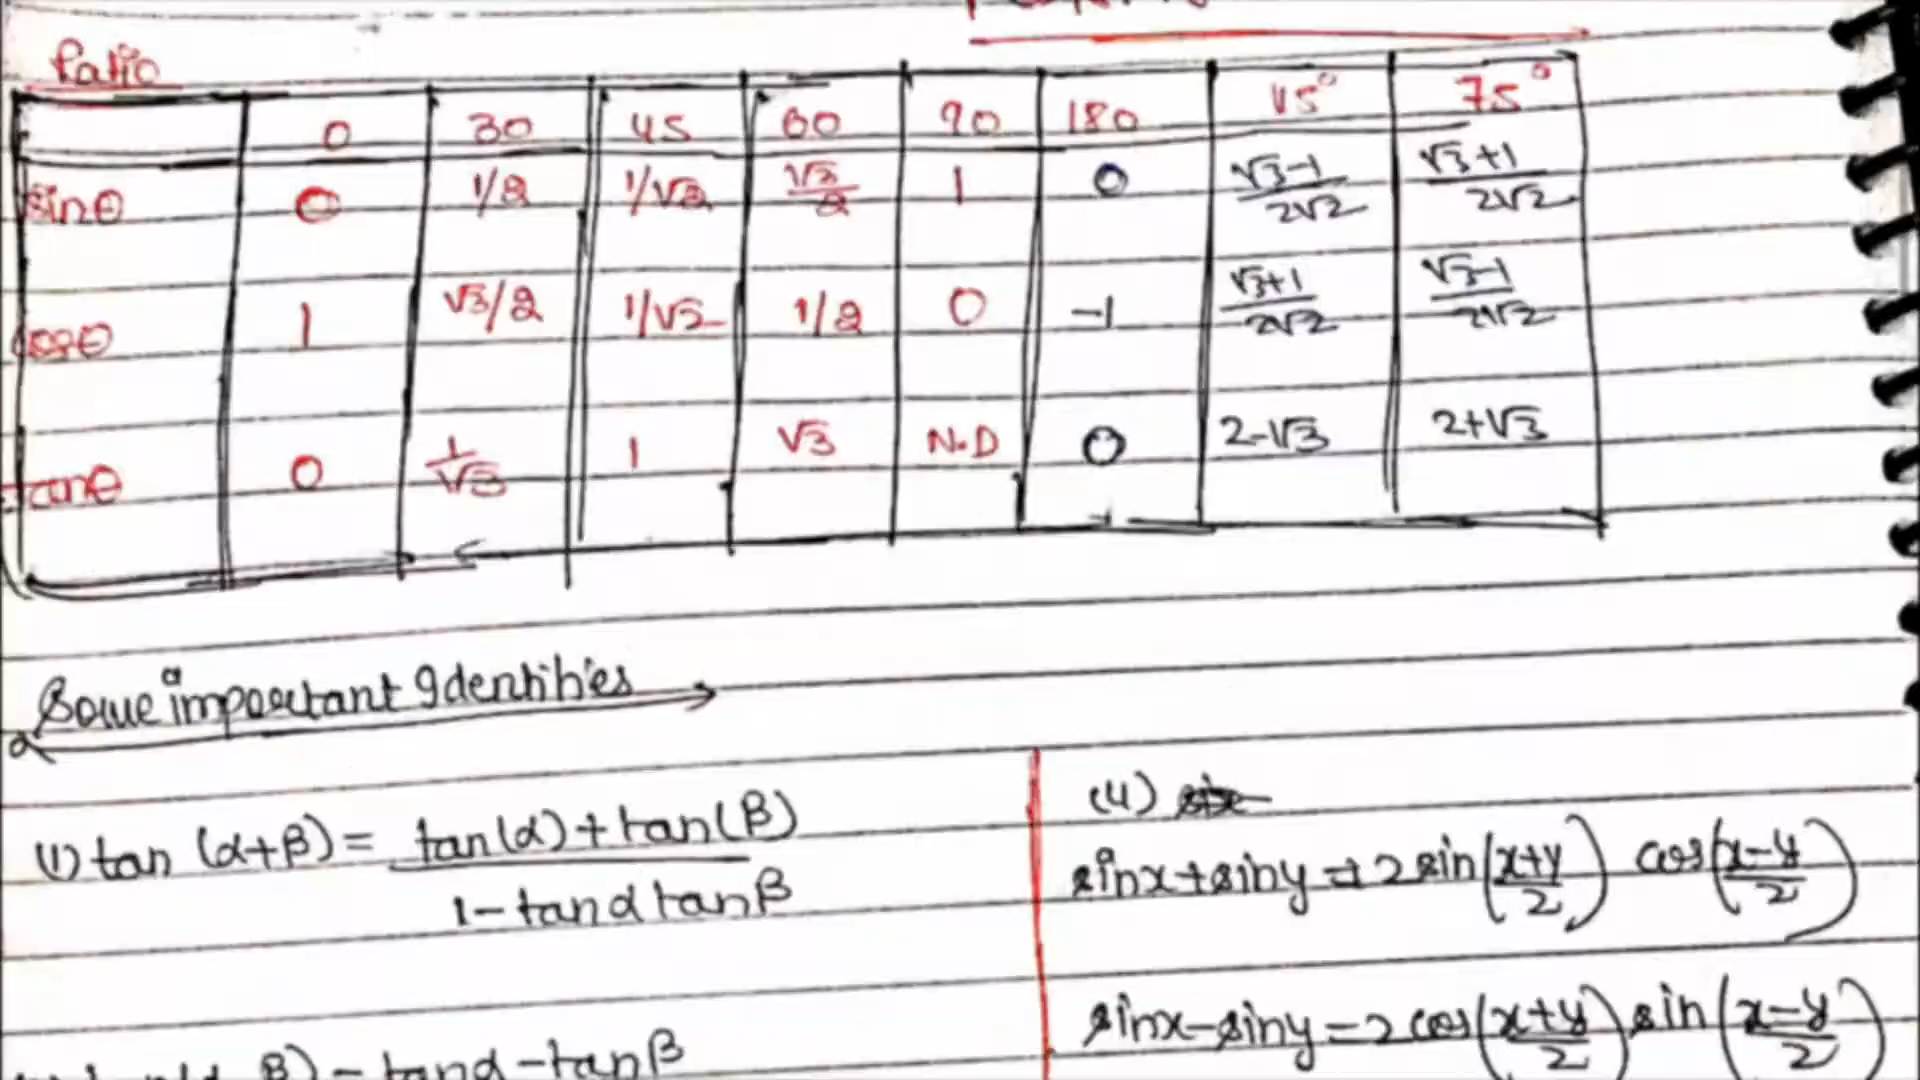 Ratio
0 30 45 60 90 180 15° 75°
sinθ 0 1/2 1/√2 √3/2 1 0 √3-1/2√2 √3+1/2√2
cosθ 1 √3/2 1/√2 1/2 0 -1 √3+1/2√2 √3-1/2√2
tanθ 0 1/√3 1 √3 N.D 0 2-√3 2+√3
Some important Identities
(1) tan (α+β) = tan(α)+tan(β)/1-tanαtanβ
(4)
sinx+siny=2sin(x+y/2) cos(x-y/2)
sinx-siny=2cos(x+y/2)sin(x-y/2)
β)= tanα-tanβ